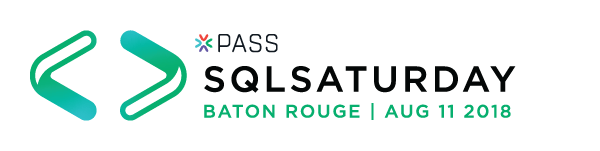 PASS
SQLSATURDAY
BATON ROUGE | AUG 11 2018